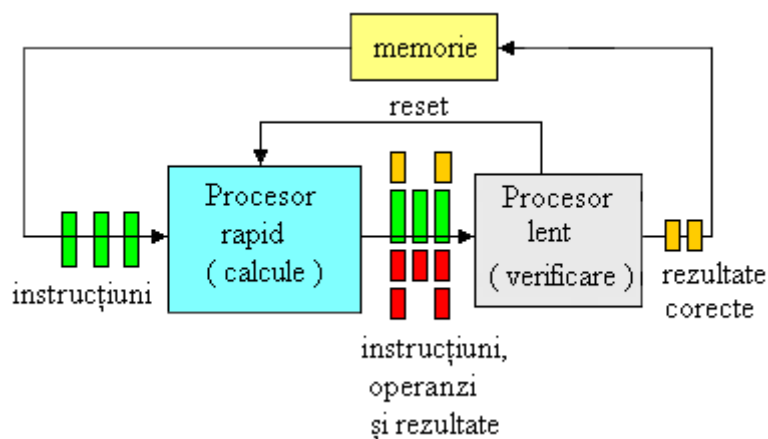 memorie
reset
Procesor
rapid
( calcule )
Procesor
lent
( verificare )
instrucțiuni
rezultate
corecte
instrucțiuni,
operanzi
și rezultate